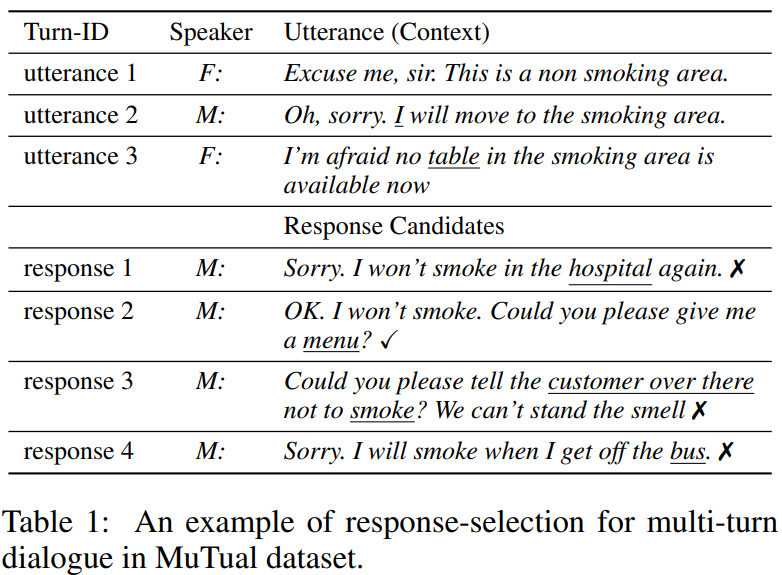 Turn-ID Speaker Utterance (Context)
utterance 1 F: Excuse me, sir. This is a non smoking area.
utterance 2 M: Oh, sorry. I will move to the smoking area.
utterance 3 F: I'm afraid no table in the smoking area is
available now
Response Candidates
response 1 M: Sorry. I won't smoke in the hospital again. ✗
response 2 M: OK. I won't smoke. Could you please give me
a menu? ✓
response 3 M: Could you please tell the customer over there
not to smoke? We can't stand the smell ✗
response 4 M: Sorry. I will smoke when I get off the bus. ✗
Table 1: An example of response-selection for multi-turn
dialogue in MuTual dataset.